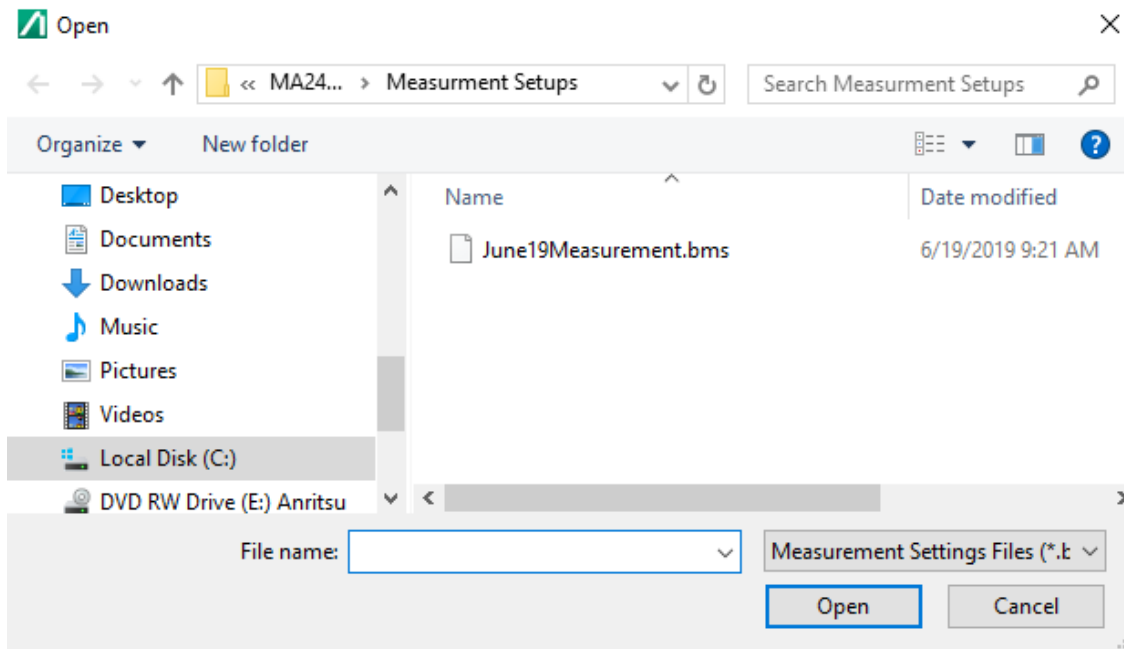 Open
« MA24... > Measurment Setups
Search Measurment Setups
Organize
New folder
Name
Date modified
Desktop
Documents
Downloads
Music
Pictures
Videos
Local Disk (C:)
DVD RW Drive (E:) Anritsu
June19Measurement.bms
6/19/2019 9:21 AM
File name:
Measurement Settings Files (*.b
Open
Cancel